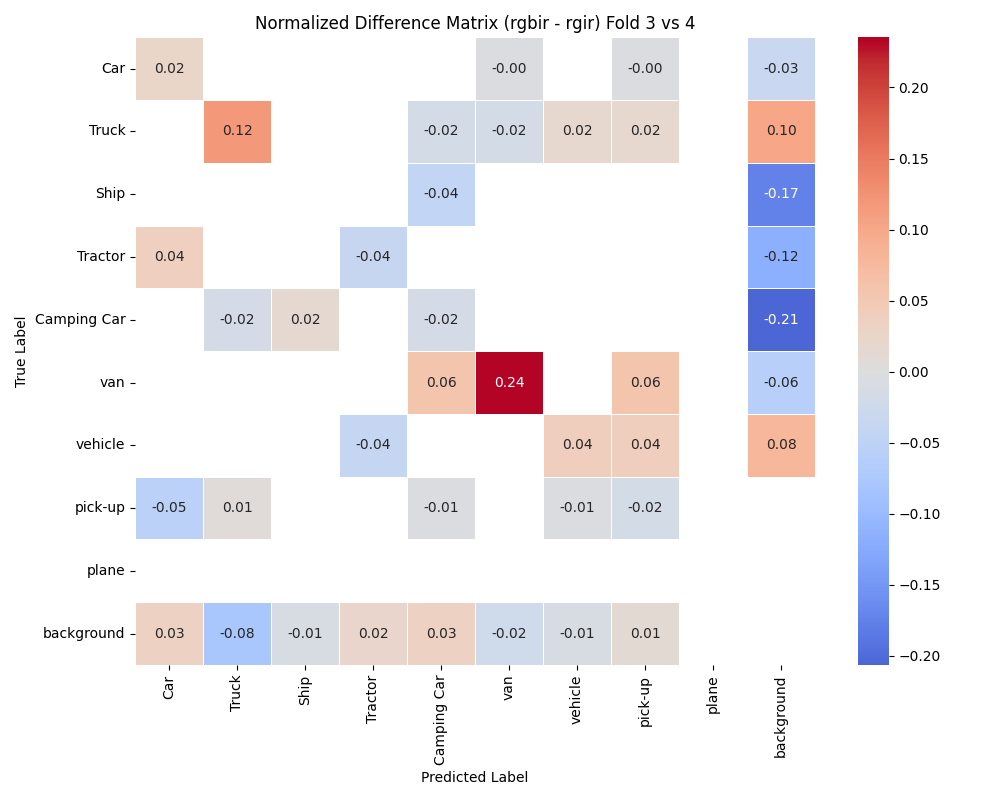 Normalized Difference Matrix (rgbir - rgir) Fold 3 vs 4
True Label
Car 0.02 -0.00 -0.00 -0.03
Truck 0.12 -0.02 -0.02 0.02 0.02 0.10
Ship -0.04 -0.17
Tractor 0.04 -0.04 -0.12
Camping Car -0.02 0.02 -0.02 -0.21
van 0.06 0.24 0.06 -0.06
vehicle -0.04 0.04 0.04 0.08
pick-up -0.05 0.01 -0.01 -0.01 -0.02
plane
background 0.03 -0.08 -0.01 0.02 0.03 -0.02 -0.01 0.01
Car Truck Ship Tractor Camping Car van vehicle pick-up plane background
Predicted Label
0.20
0.15
0.10
0.05
0.00
−0.05
−0.10
−0.15
−0.20